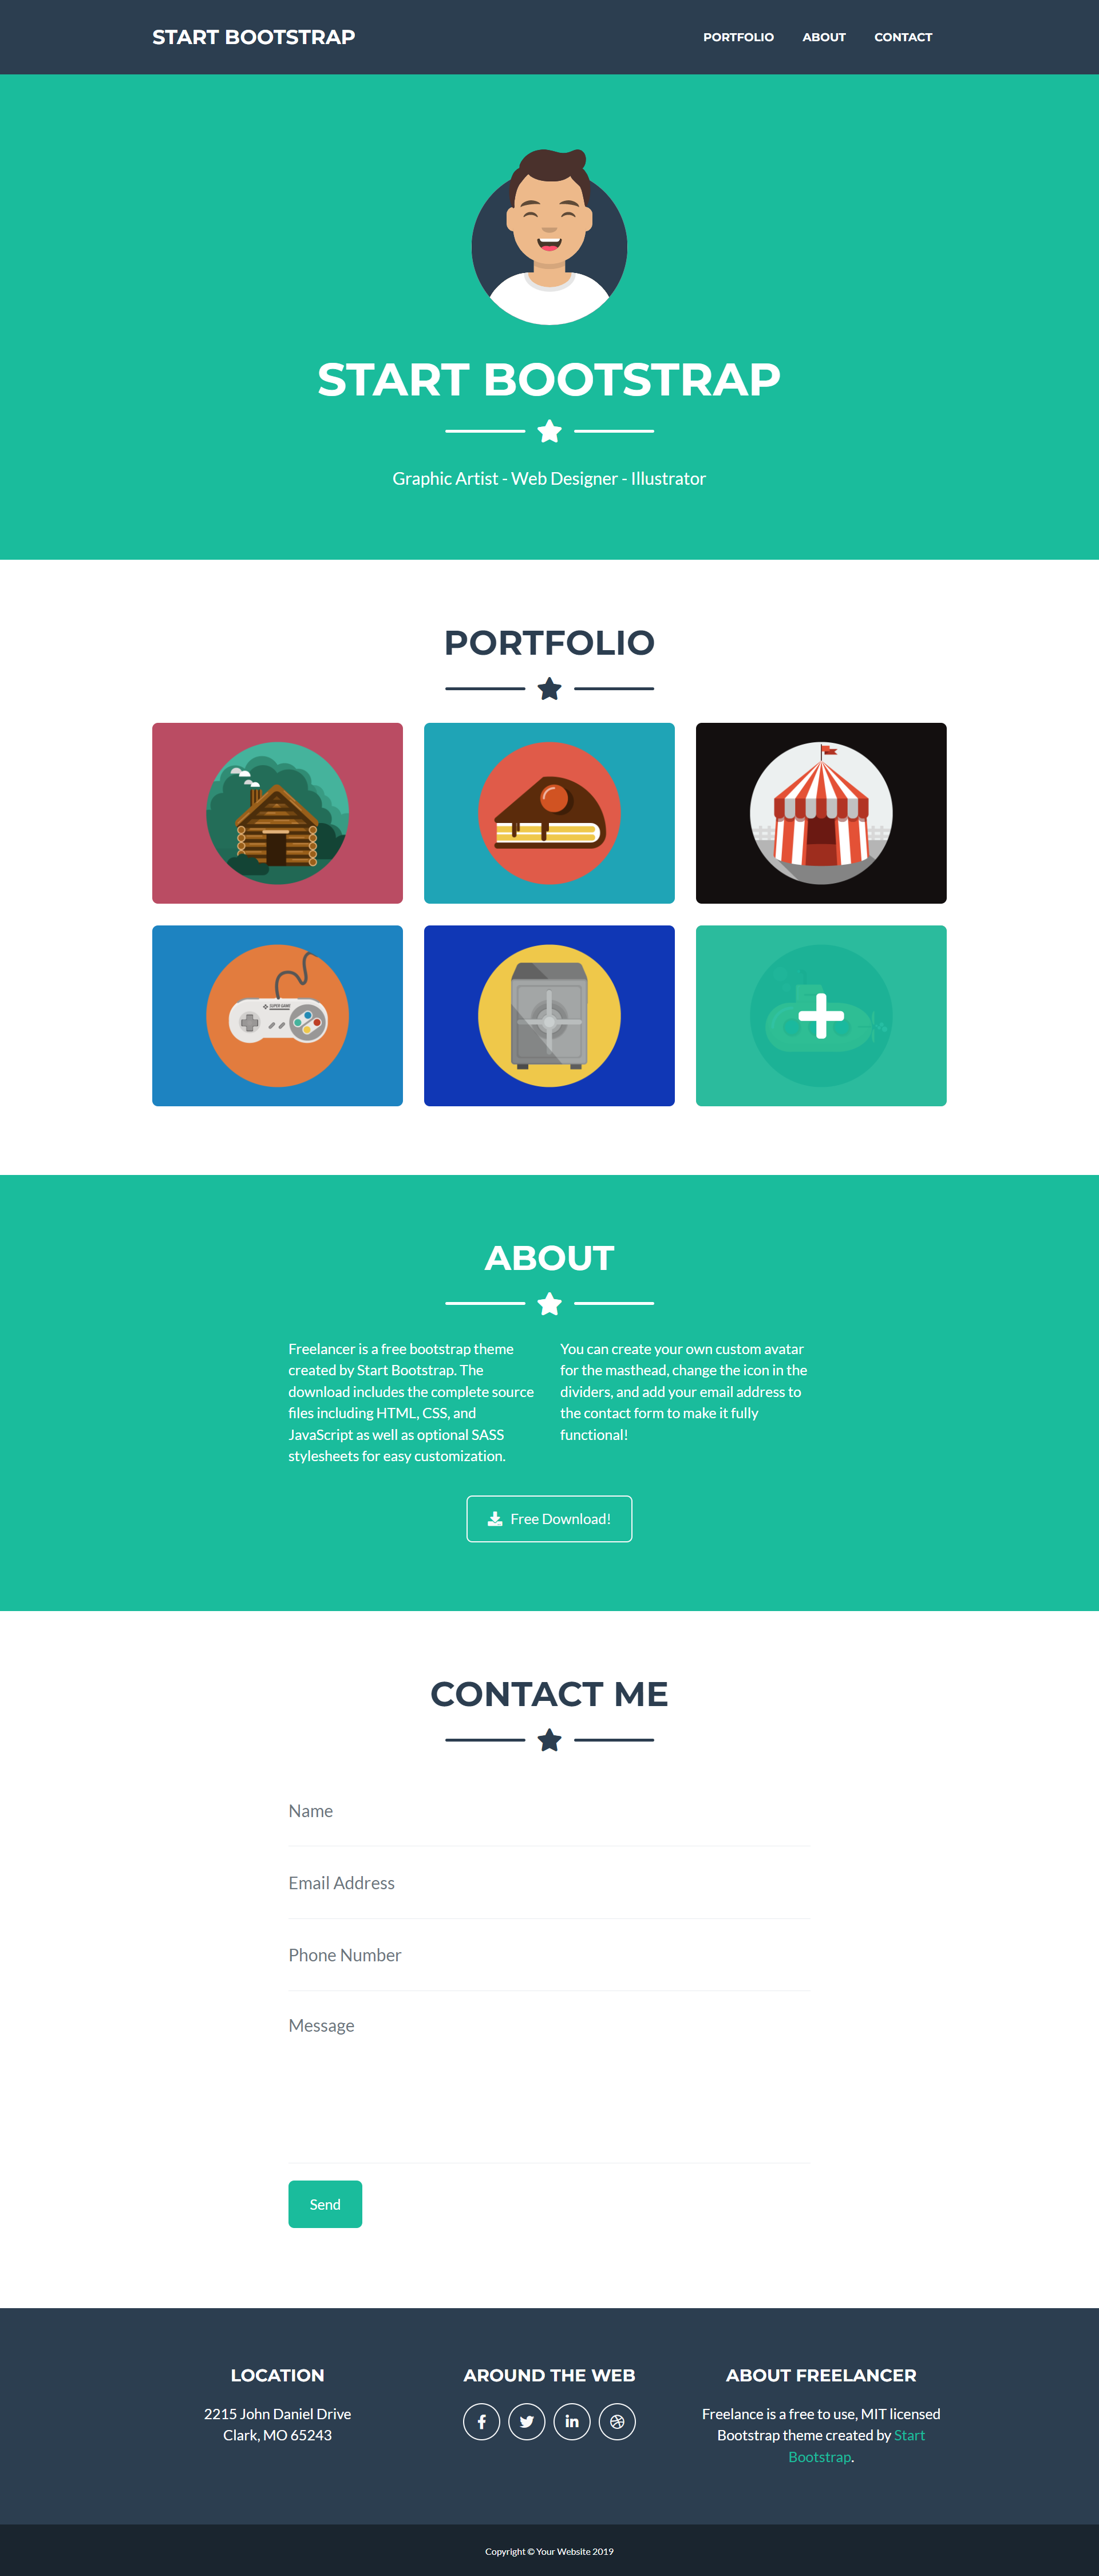 START BOOTSTRAP
PORTFOLIO
ABOUT
CONTACT
START BOOTSTRAP
Graphic Artist - Web Designer - Illustrator
PORTFOLIO
SUPER GAME
ABOUT
Freelancer is a free bootstrap theme
created by Start Bootstrap. The
download includes the complete source
files including HTML, CSS, and
JavaScript as well as optional SASS
stylesheets for easy customization.
You can create your own custom avatar
for the masthead, change the icon in the
dividers, and add your email address to
the contact form to make it fully
functional!
Free Download!
CONTACT ME
Name
Email Address
Phone Number
Message
Send
LOCATION
2215 John Daniel Drive
Clark, MO 65243
AROUND THE WEB
ABOUT FREELANCER
Freelance is a free to use, MIT licensed
Bootstrap theme created by Start
Bootstrap.
Copyright © Your Website 2019